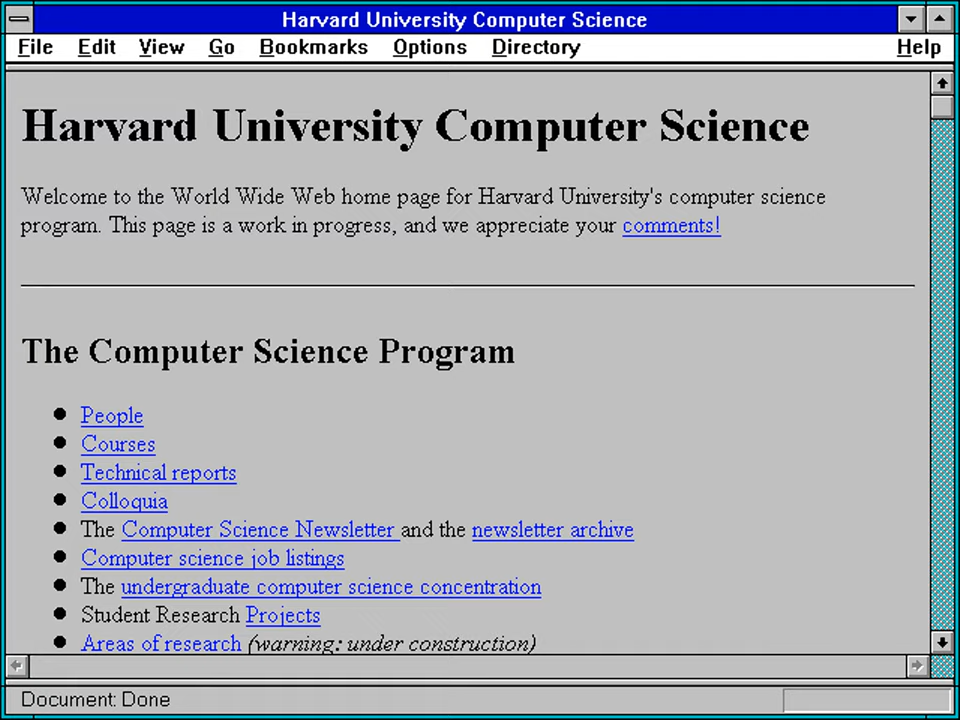 Harvard University Computer Science
File Edit View Go Bookmarks Options Directory Help
Harvard University Computer Science
Welcome to the World Wide Web home page for Harvard University's computer science
program. This page is a work in progress, and we appreciate your comments!
The Computer Science Program
People
Courses
Technical reports
Colloquia
The Computer Science Newsletter and the newsletter archive
Computer science job listings
The undergraduate computer science concentration
Student Research Projects
Areas of research (warning: under construction)
Document: Done